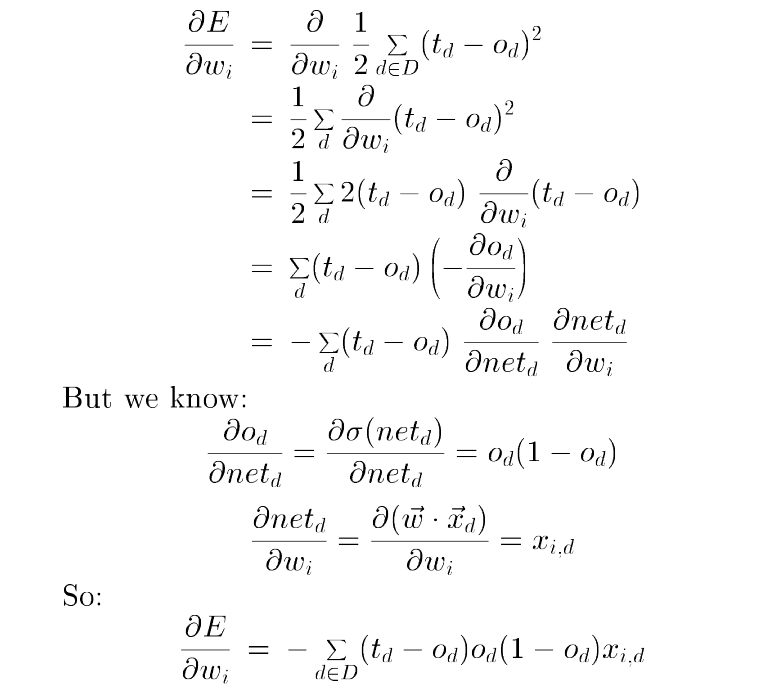 ∂E/∂w_i = ∂/∂w_i 1/2 Σ_{d∈D} (t_d − o_d)²
= 1/2 Σ_d ∂/∂w_i (t_d − o_d)²
= 1/2 Σ_d 2(t_d − o_d) ∂/∂w_i (t_d − o_d)
= Σ_d (t_d − o_d) (−∂o_d/∂w_i)
= − Σ_d (t_d − o_d) ∂o_d/∂net_d ∂net_d/∂w_i
But we know:
∂o_d/∂net_d = ∂σ(net_d)/∂net_d = o_d(1 − o_d)
∂net_d/∂w_i = ∂(w⃗ · x⃗_d)/∂w_i = x_{i,d}
So:
∂E/∂w_i = − Σ_{d∈D} (t_d − o_d)o_d(1 − o_d)x_{i,d}